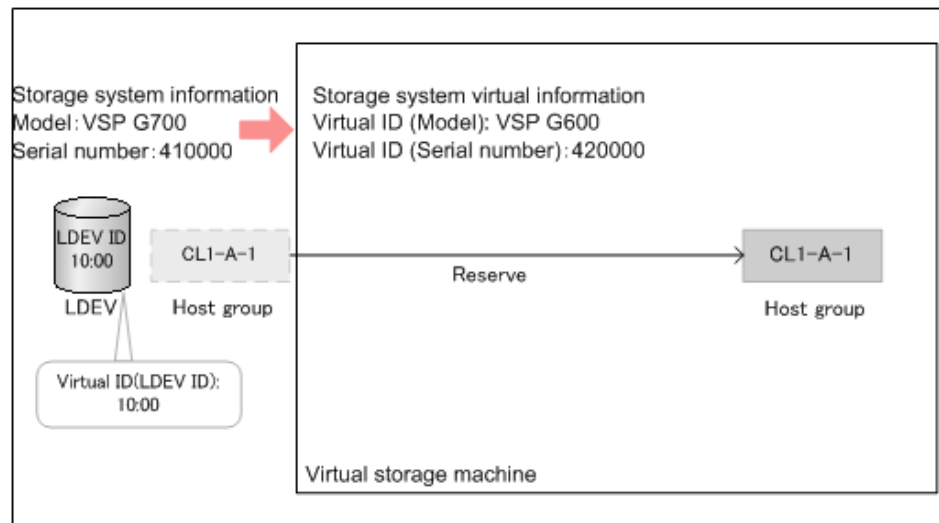 Storage system information
Model:VSP G700
Serial number:410000
Storage system virtual information
Virtual ID (Model): VSP G600
Virtual ID (Serial number):420000
LDEV ID
10:00
LDEV
CL1-A-1
Host group
Reserve
CL1-A-1
Host group
Virtual ID(LDEV ID):
10:00
Virtual storage machine